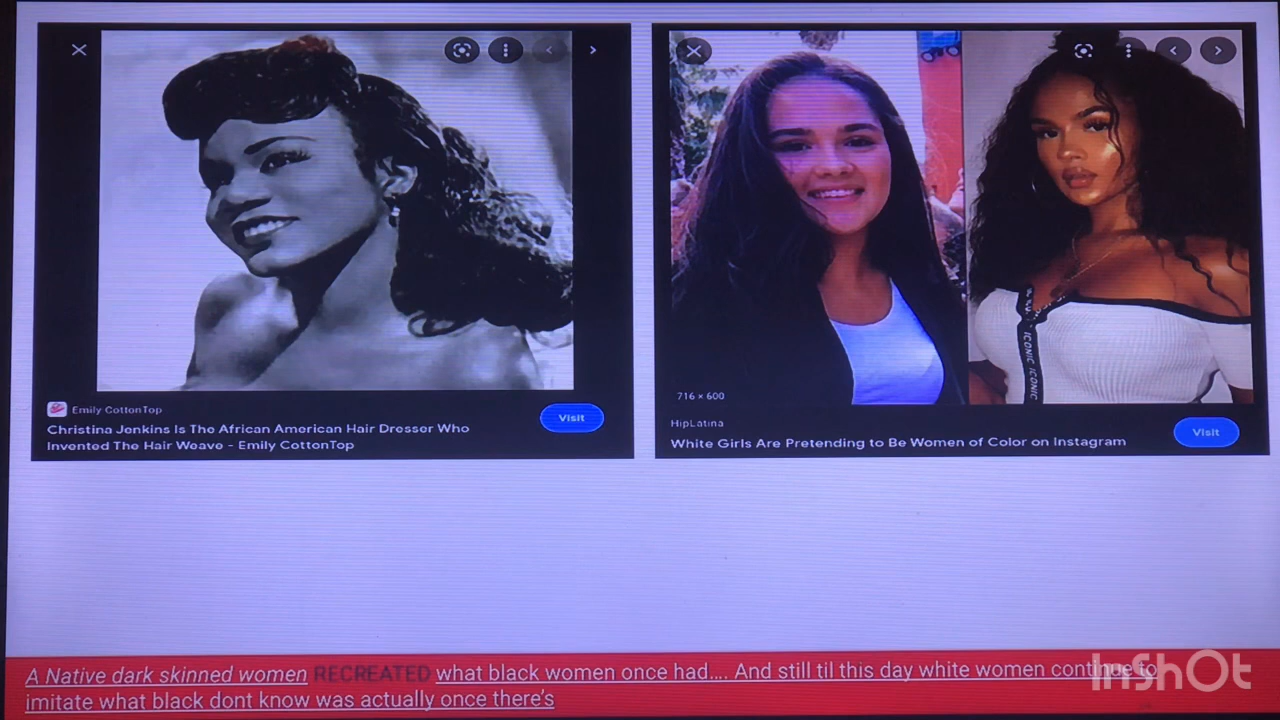 Emily CottonTop
Christina Jenkins Is The African American Hair Dresser Who
Invented The Hair Weave - Emily CottonTop
Visit
ICONIC ICONIC
716 × 600
HipLatina
White Girls Are Pretending to Be Women of Color on Instagram
Visit
A Native dark skinned women RECREATED what black women once had.... And still til this day white women continue to
imitate what black dont know was actually once there's
InShOt